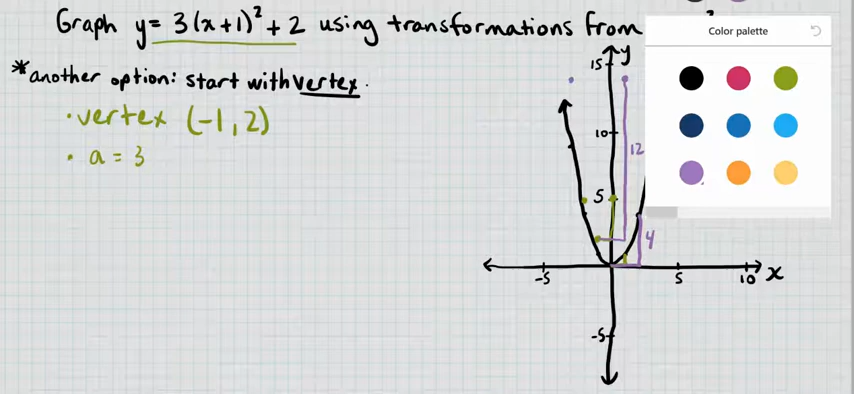 Graph y = 3(x+1)² + 2 using transformations from
Color palette
*another option: start with vertex.
• vertex (-1, 2)
• a = 3
y
15
10
12
5
4
-5
5
10
x
-5